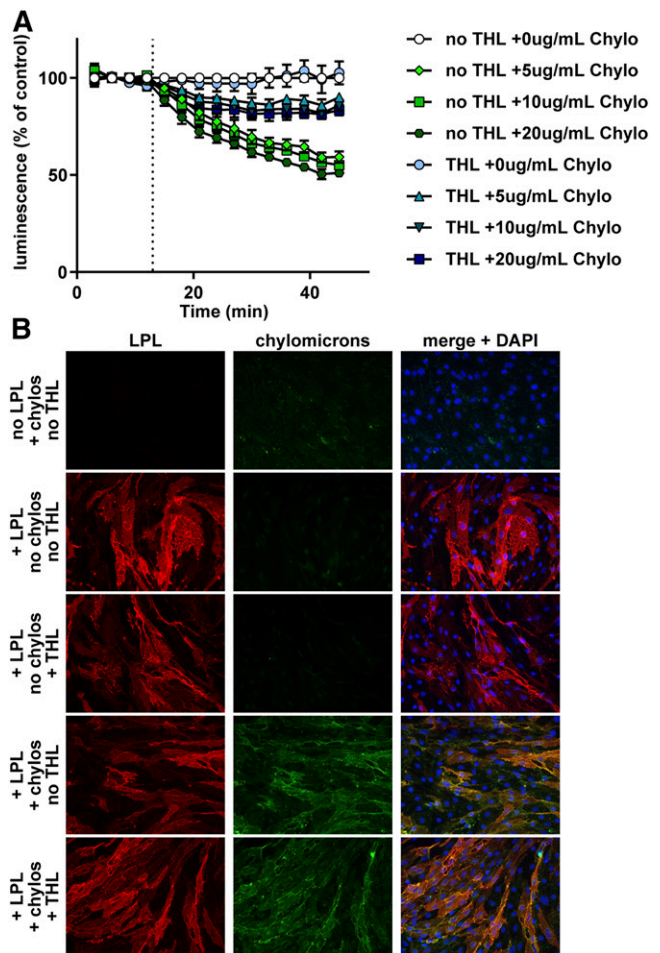 A
luminescence (% of control)
100
50
0
0
20
40
Time (min)
no THL +0ug/mL Chylo
no THL +5ug/mL Chylo
no THL +10ug/mL Chylo
no THL +20ug/mL Chylo
THL +0ug/mL Chylo
THL +5ug/mL Chylo
THL +10ug/mL Chylo
THL +20ug/mL Chylo
B
LPL
chylomicrons
merge + DAPI
no LPL
+ chylos
no THL
+ LPL
no chylos
no THL
+ LPL
no chylos
+ THL
+ LPL
+ chylos
no THL
+ LPL
+ chylos
+ THL